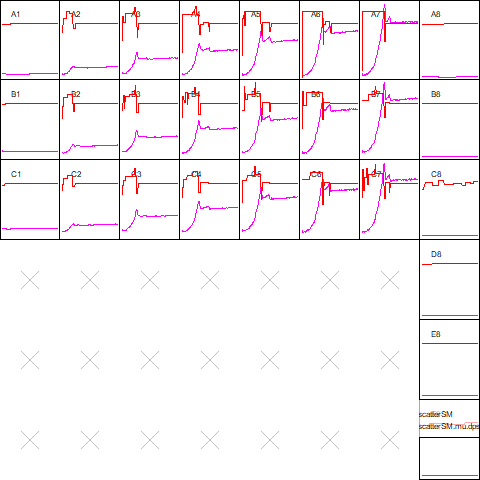 A1 A2 A3 A4 A5 A6 A7 A8
B1 B2 B3 B4 B5 B6 B7 B8
C1 C2 C3 C4 C5 C6 C7 C8
D8
E8
scatterSM
scatterSM.mu.dps